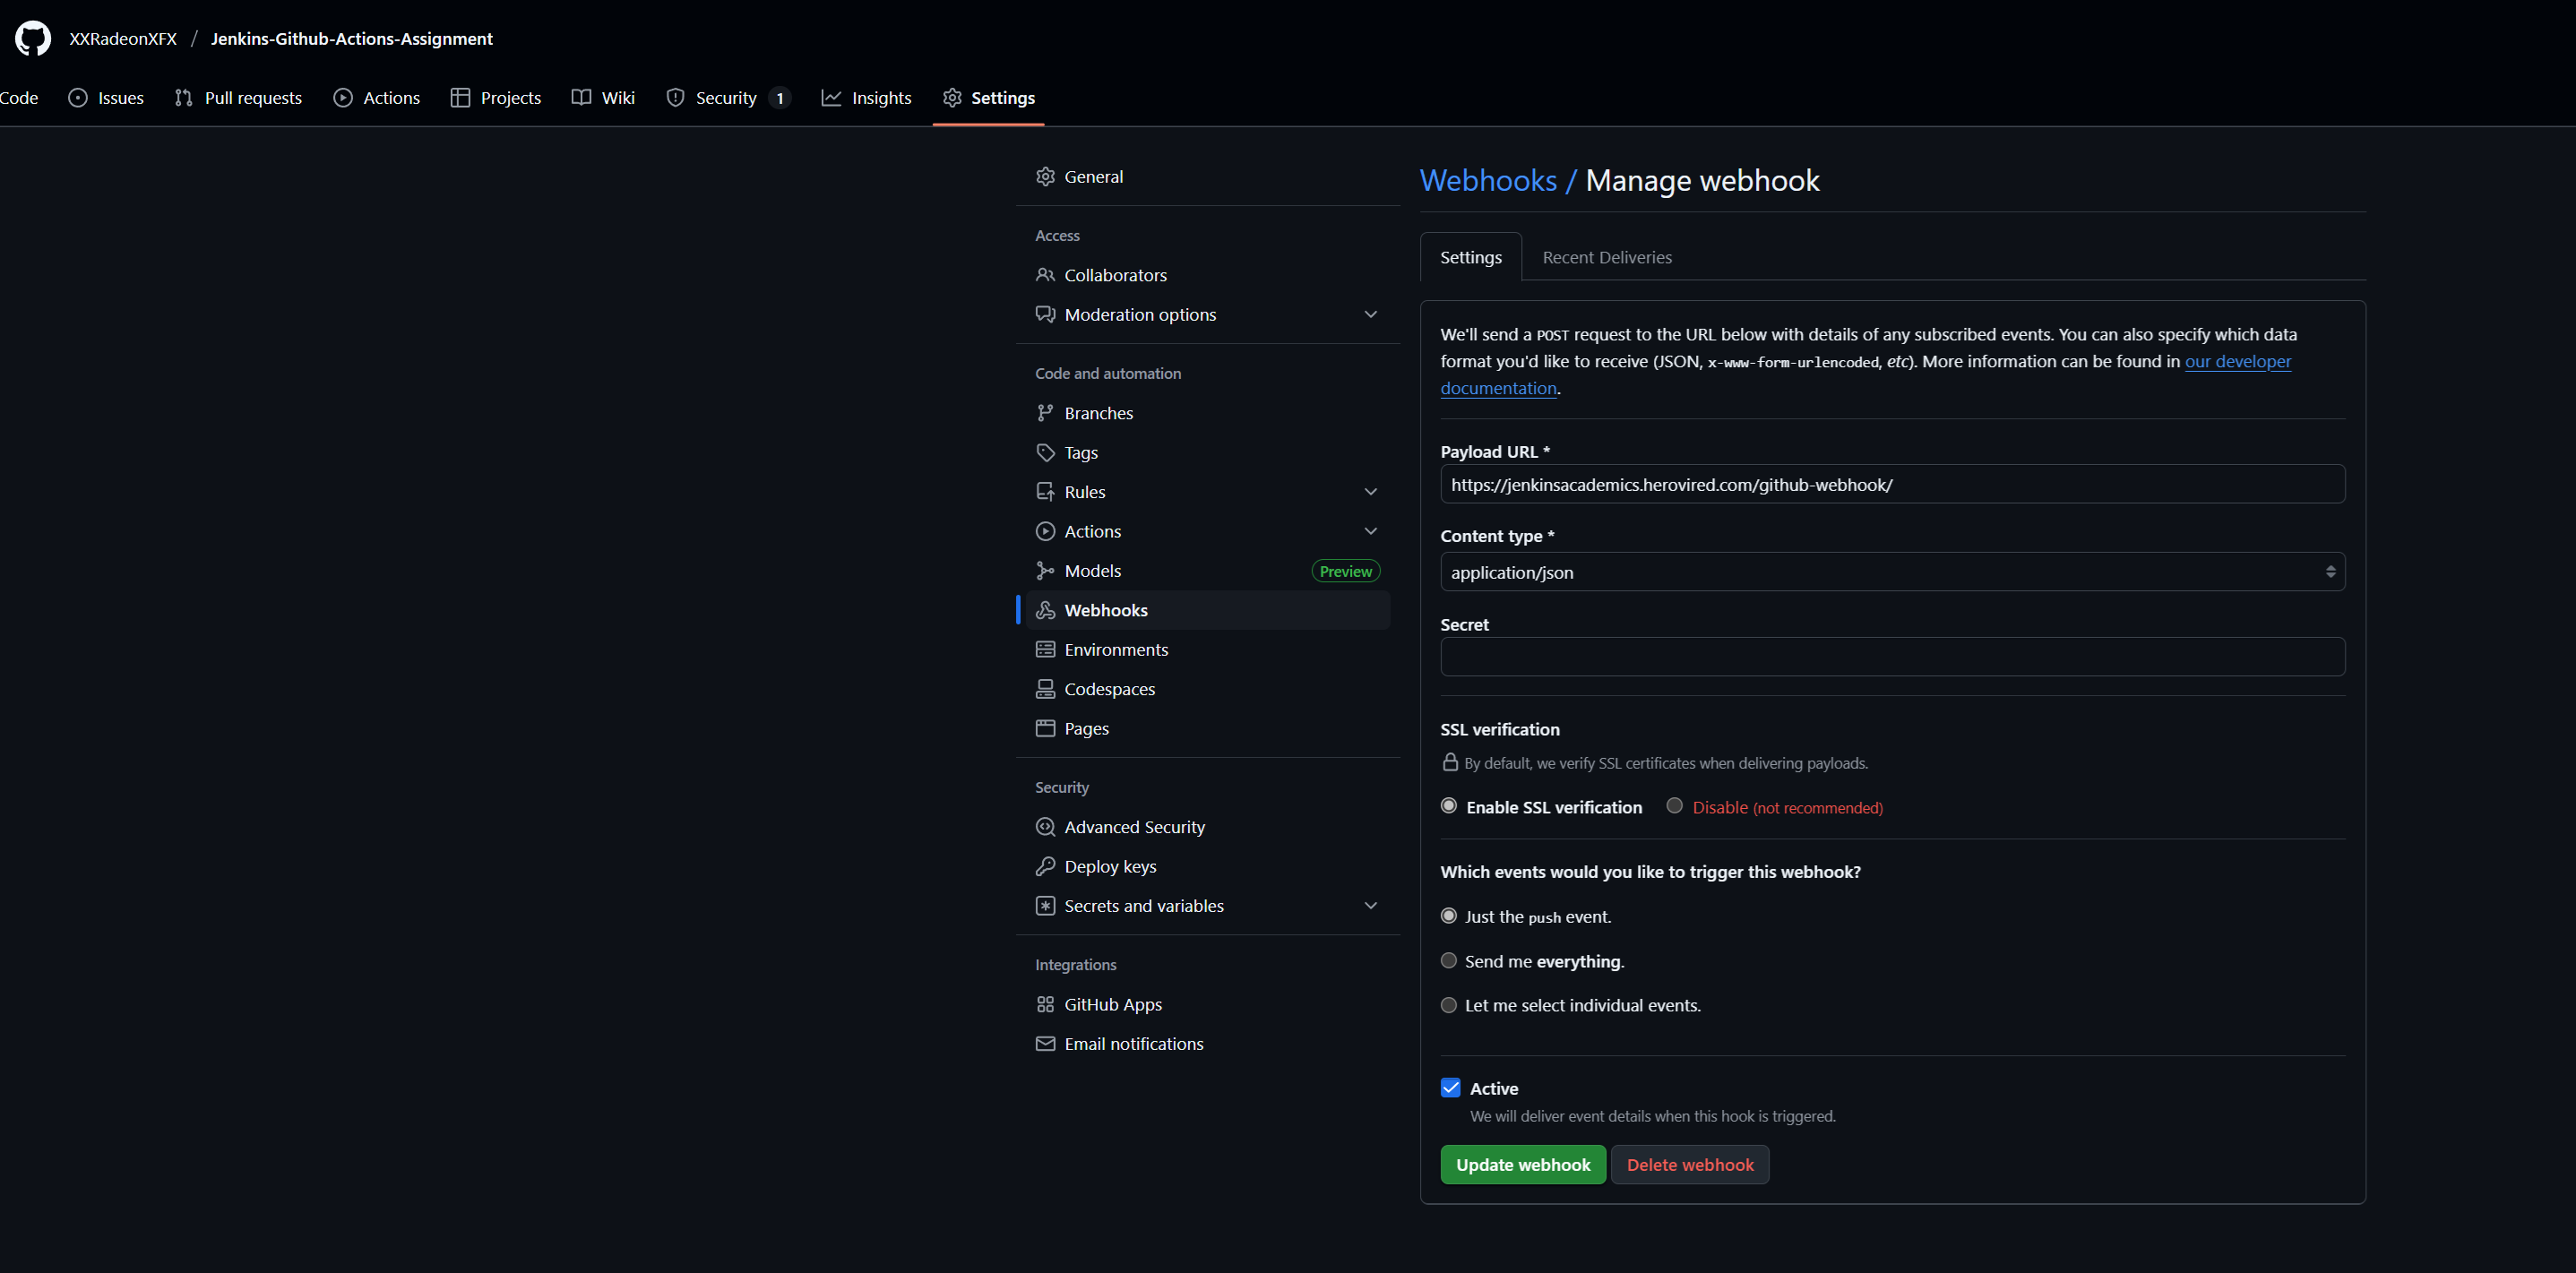 XXRadeonXFX / Jenkins-Github-Actions-Assignment
Code Issues Pull requests Actions Projects Wiki Security 1 Insights Settings
General
Access
Collaborators
Moderation options
Code and automation
Branches
Tags
Rules
Actions
Models Preview
Webhooks
Environments
Codespaces
Pages
Security
Advanced Security
Deploy keys
Secrets and variables
Integrations
GitHub Apps
Email notifications
Webhooks / Manage webhook
Settings Recent Deliveries
We'll send a POST request to the URL below with details of any subscribed events. You can also specify which data
format you'd like to receive (JSON, x-www-form-urlencoded, etc). More information can be found in our developer
documentation.
Payload URL *
https://jenkinsacademics.herovired.com/github-webhook/
Content type *
application/json
Secret
SSL verification
By default, we verify SSL certificates when delivering payloads.
Enable SSL verification Disable (not recommended)
Which events would you like to trigger this webhook?
Just the push event.
Send me everything.
Let me select individual events.
Active
We will deliver event details when this hook is triggered.
Update webhook Delete webhook